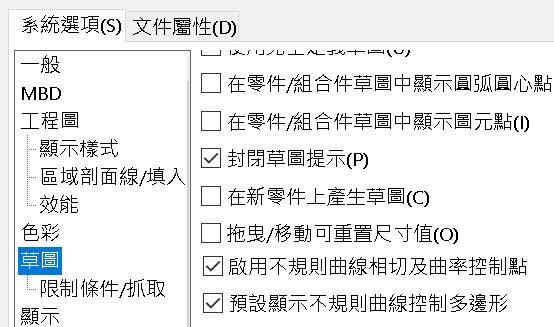 系統選項(S)
文件屬性(D)
一般
MBD
工程圖
顯示樣式
區域剖面線/填入
效能
色彩
草圖
限制條件/抓取
顯示
在零件/組合件草圖中顯示圓弧圓心點
在零件/組合件草圖中顯示圖元點(I)
封閉草圖提示(P)
在新零件上產生草圖(C)
拖曳/移動可重置尺寸值(O)
啟用不規則曲線相切及曲率控制點
預設顯示不規則曲線控制多邊形